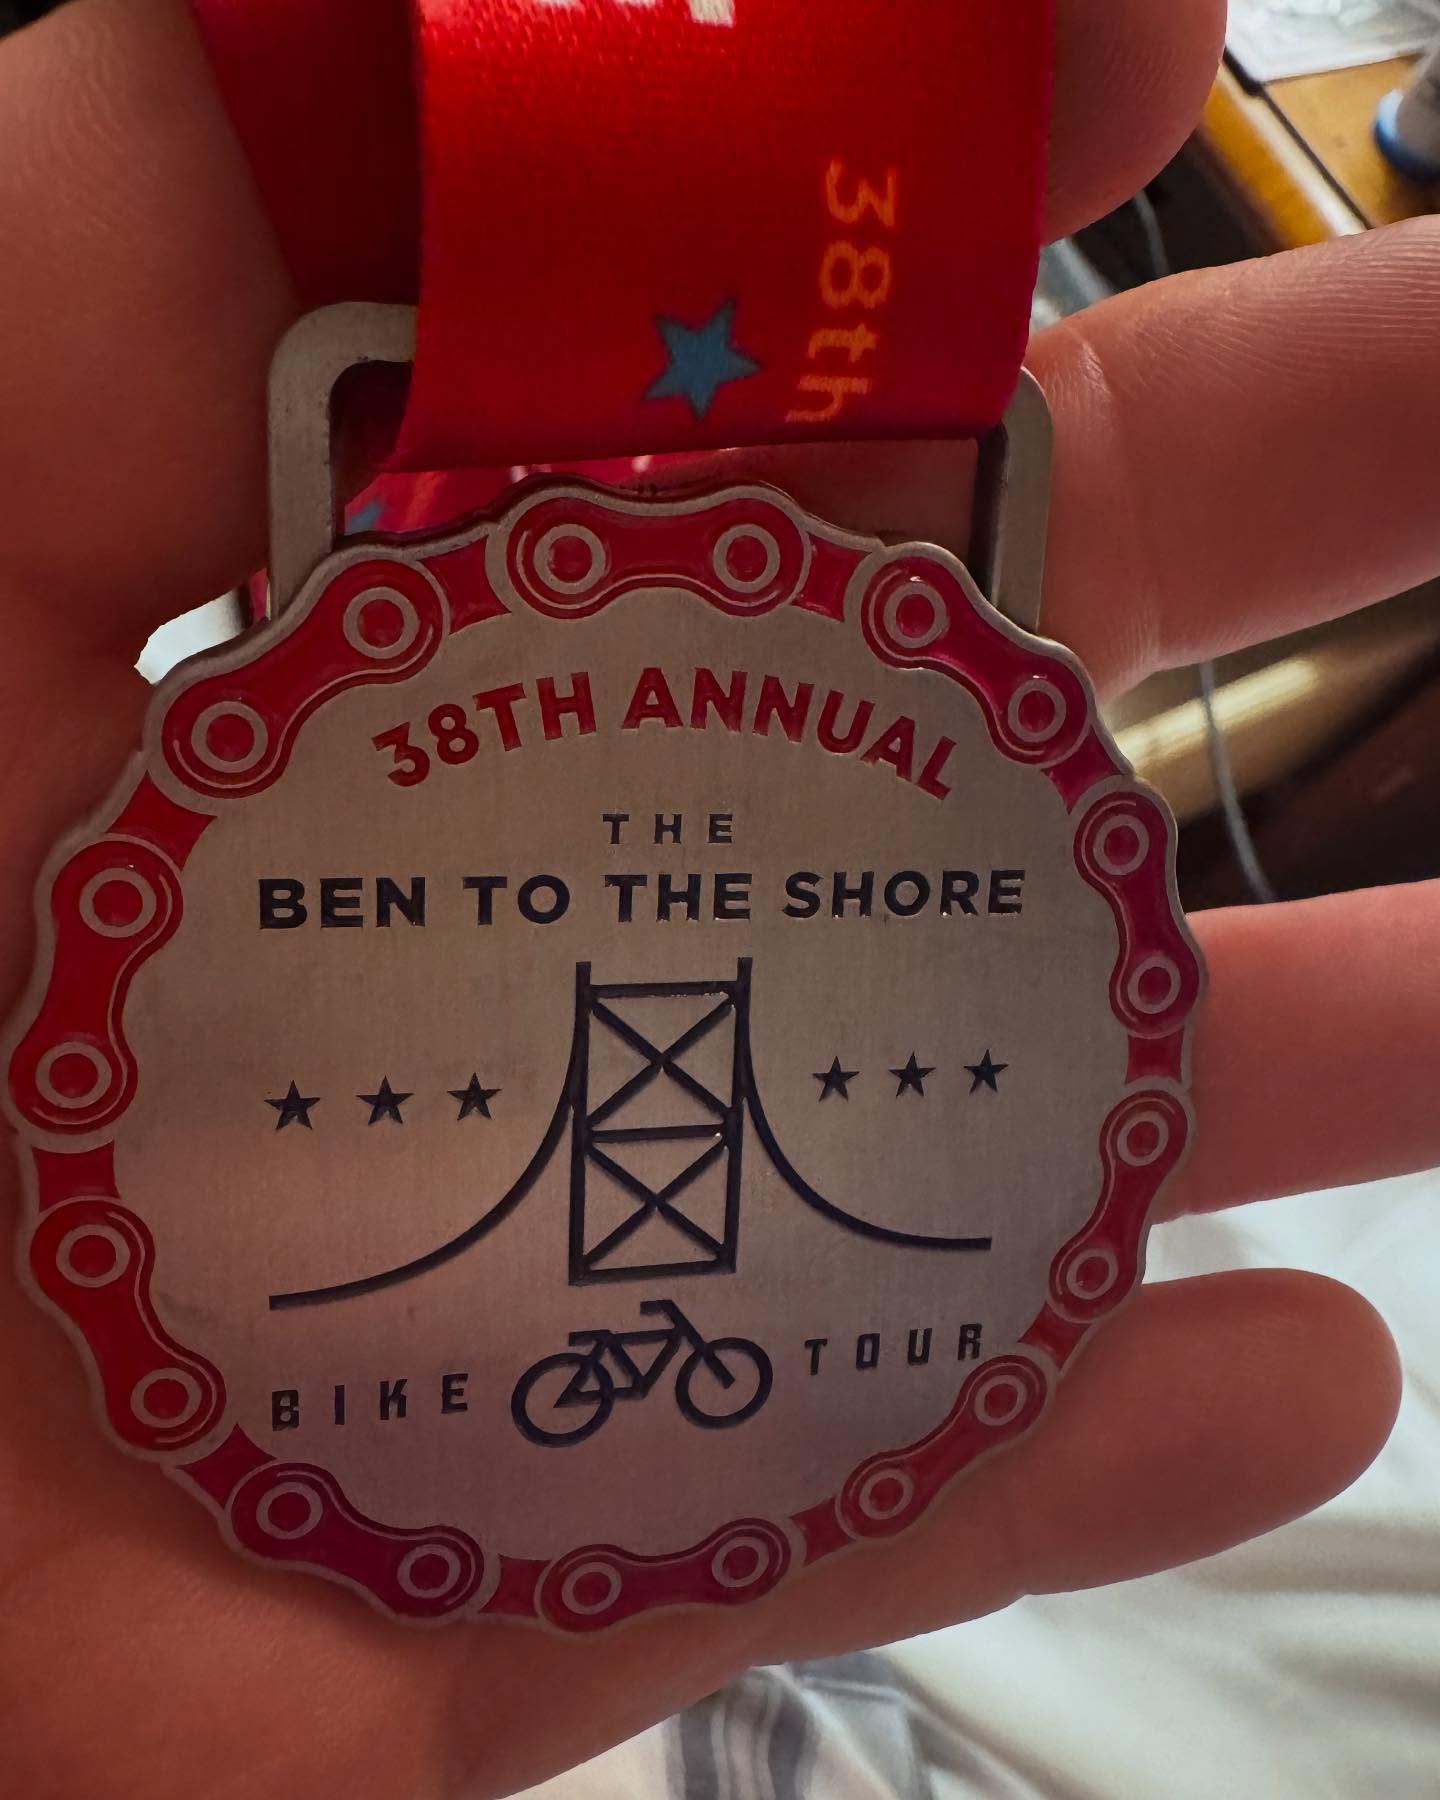 38th
38TH ANNUAL
THE
BEN TO THE SHORE
BIKE TOUR